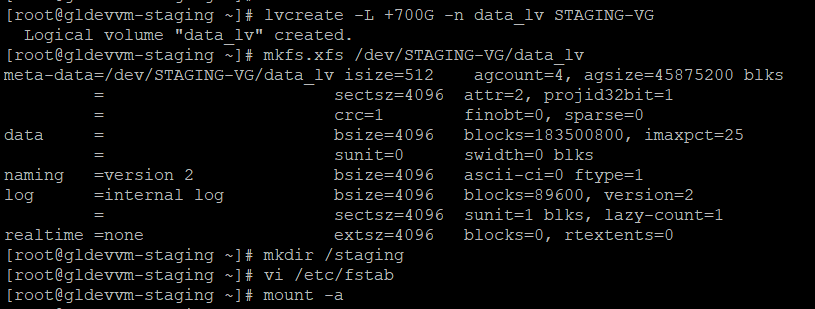 [root@gldevvm-staging ~]# lvcreate -L +700G -n data_lv STAGING-VG
  Logical volume "data_lv" created.
[root@gldevvm-staging ~]# mkfs.xfs /dev/STAGING-VG/data_lv
meta-data=/dev/STAGING-VG/data_lv isize=512    agcount=4, agsize=45875200 blks
         =                       sectsz=4096  attr=2, projid32bit=1
         =                       crc=1        finobt=0, sparse=0
data     =                       bsize=4096   blocks=183500800, imaxpct=25
         =                       sunit=0      swidth=0 blks
naming   =version 2              bsize=4096   ascii-ci=0 ftype=1
log      =internal log           bsize=4096   blocks=89600, version=2
         =                       sectsz=4096  sunit=1 blks, lazy-count=1
realtime =none                   extsz=4096   blocks=0, rtextents=0
[root@gldevvm-staging ~]# mkdir /staging
[root@gldevvm-staging ~]# vi /etc/fstab
[root@gldevvm-staging ~]# mount -a